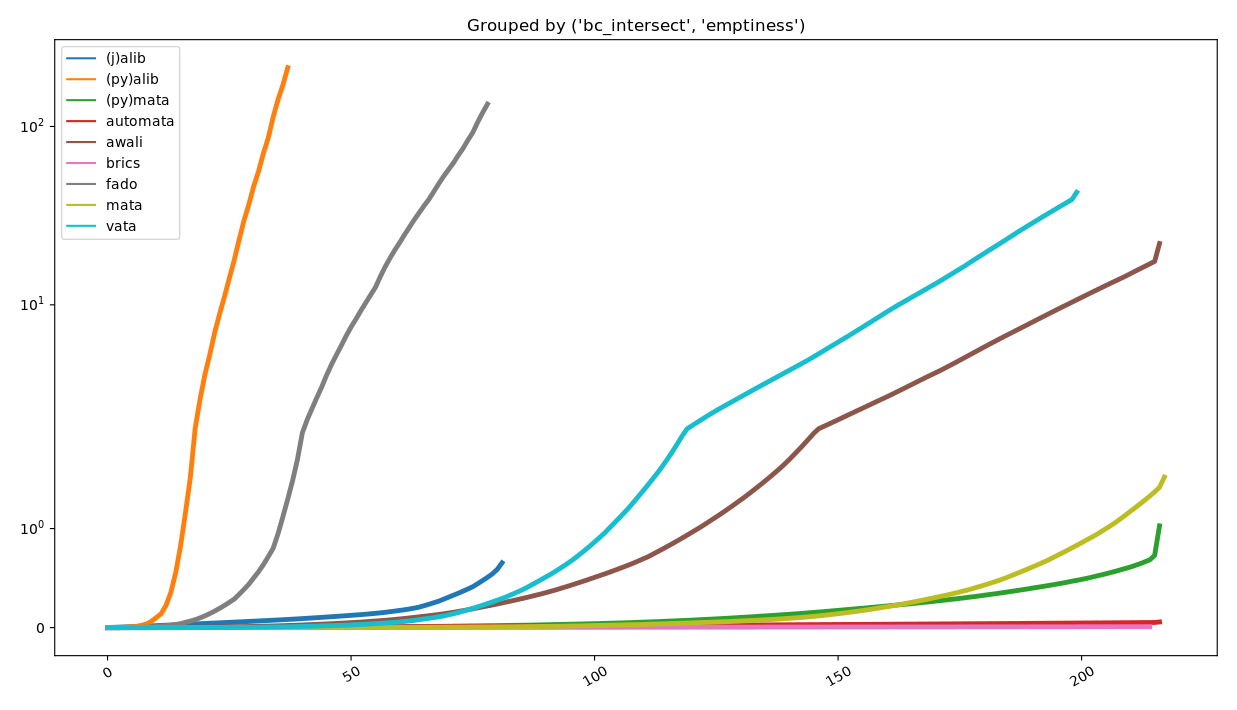 Grouped by ('bc_intersect', 'emptiness')
(j)alib
(py)alib
(py)mata
automata
awali
brics
fado
mata
vata
10²
10¹
10⁰
0
0
50
100
150
200